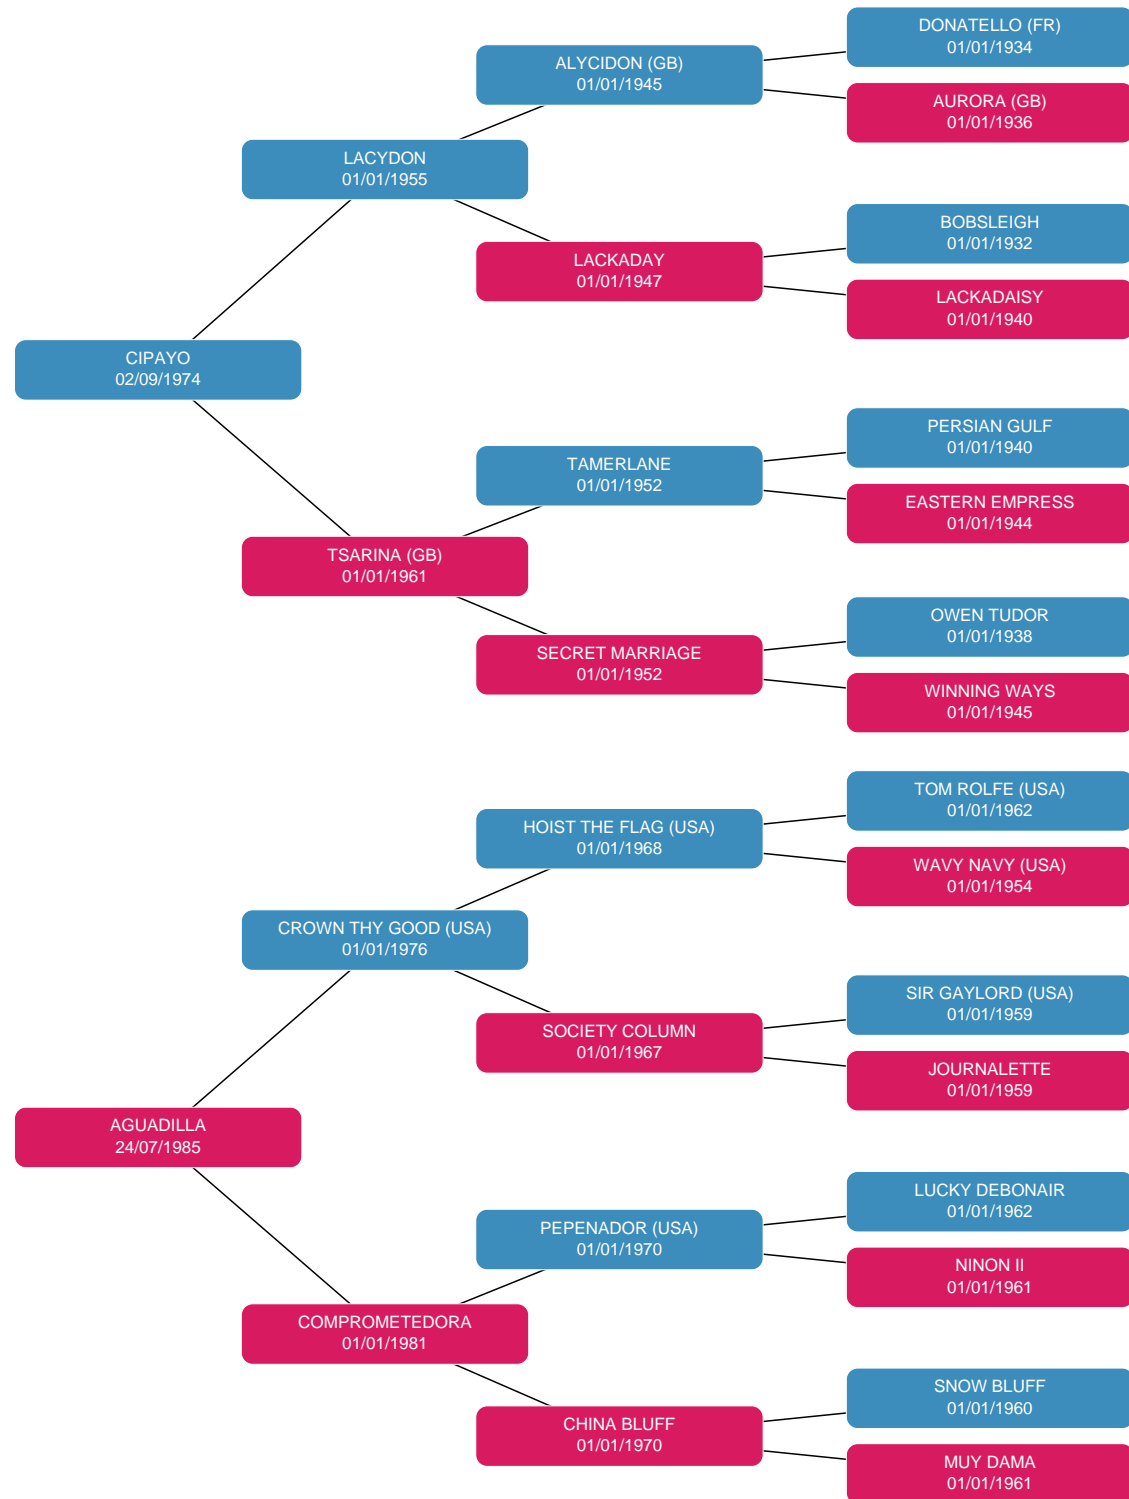 DONATELLO (FR)
01/01/1934
ALYCIDON (GB)
01/01/1945
AURORA (GB)
01/01/1936
LACYDON
01/01/1955
BOBSLEIGH
01/01/1932
LACKADAY
01/01/1947
LACKADAISY
01/01/1940
CIPAYO
02/09/1974
PERSIAN GULF
01/01/1940
TAMERLANE
01/01/1952
EASTERN EMPRESS
01/01/1944
TSARINA (GB)
01/01/1961
OWEN TUDOR
01/01/1938
SECRET MARRIAGE
01/01/1952
WINNING WAYS
01/01/1945
TOM ROLFE (USA)
01/01/1962
HOIST THE FLAG (USA)
01/01/1968
WAVY NAVY (USA)
01/01/1954
CROWN THY GOOD (USA)
01/01/1976
SIR GAYLORD (USA)
01/01/1959
SOCIETY COLUMN
01/01/1967
JOURNALETTE
01/01/1959
AGUADILLA
24/07/1985
LUCKY DEBONAIR
01/01/1962
PEPENADOR (USA)
01/01/1970
NINON II
01/01/1961
COMPROMETEDORA
01/01/1981
SNOW BLUFF
01/01/1960
CHINA BLUFF
01/01/1970
MUY DAMA
01/01/1961